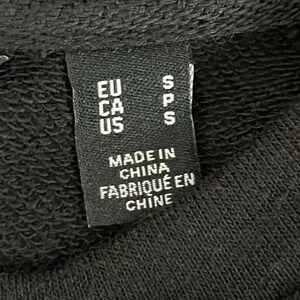 EU S
CA P
US S
MADE IN
CHINA
FABRIQUÉ EN
CHINE